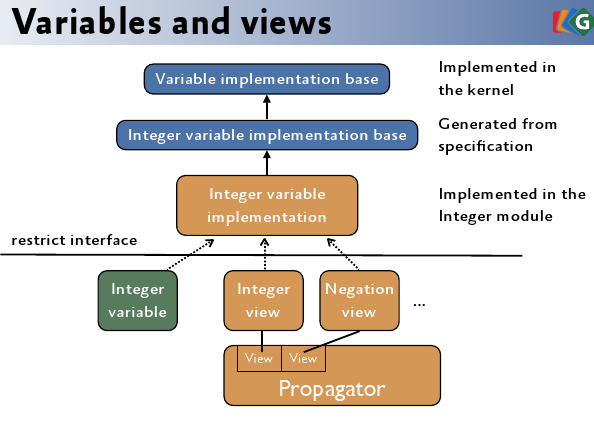 Variables and views
G
Variable implementation base
Implemented in
the kernel
Integer variable implementation base
Generated from
specification
Integer variable
implementation
Implemented in the
Integer module
restrict interface
Integer
variable
Integer
view
Negation
view
...
View View
Propagator